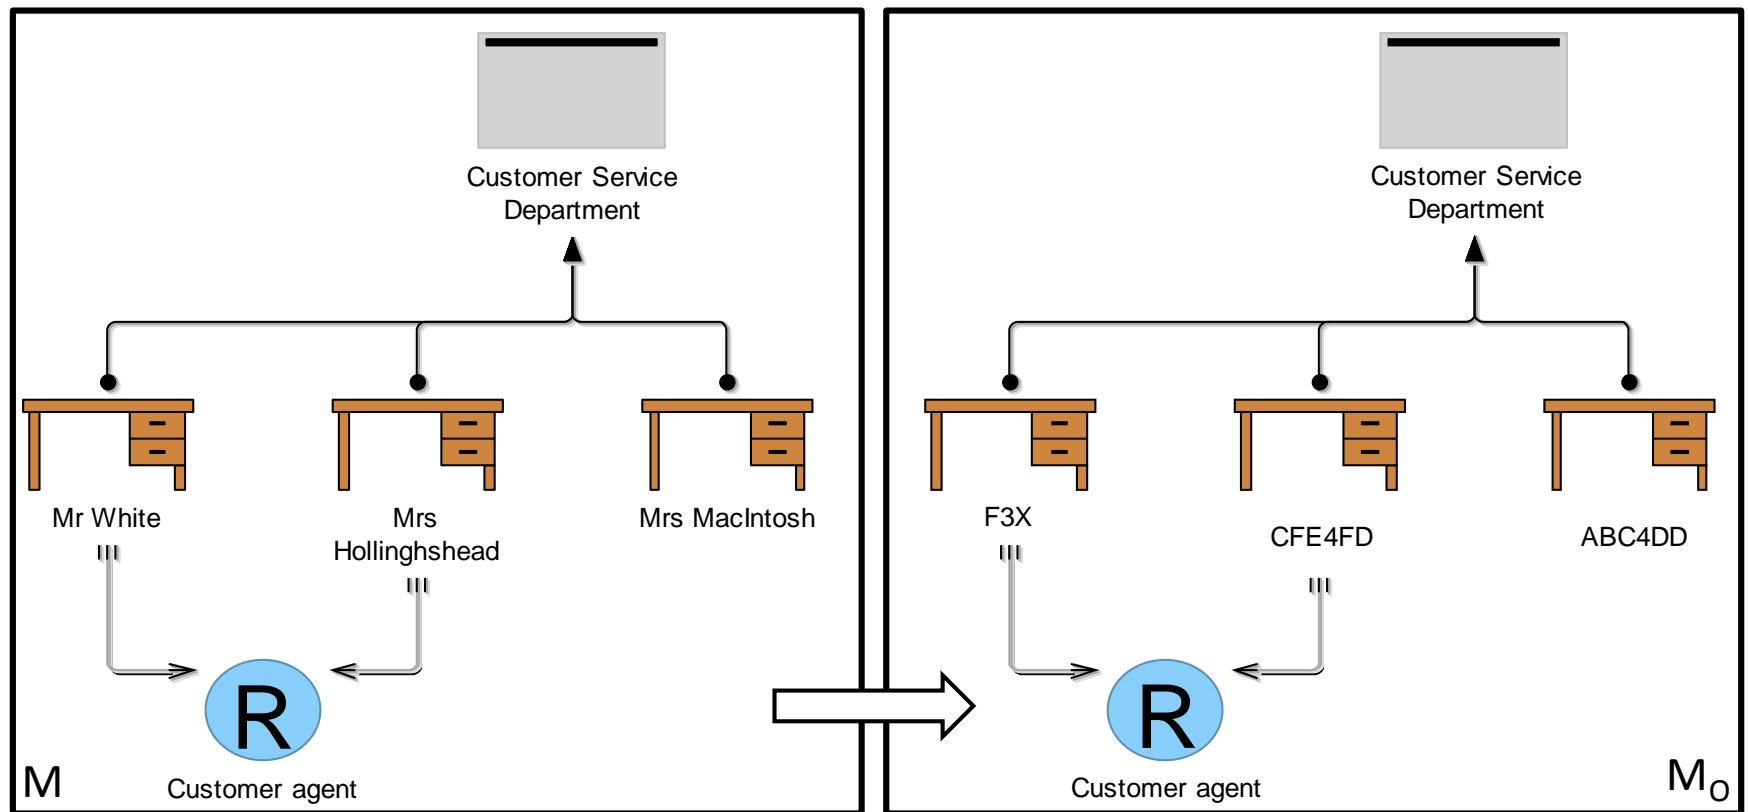 Customer Service
Department
Mr White
Mrs
Hollinghshead
Mrs MacIntosh
R
Customer agent
M
Customer Service
Department
F3X
CFE4FD
ABC4DD
R
Customer agent
M₀